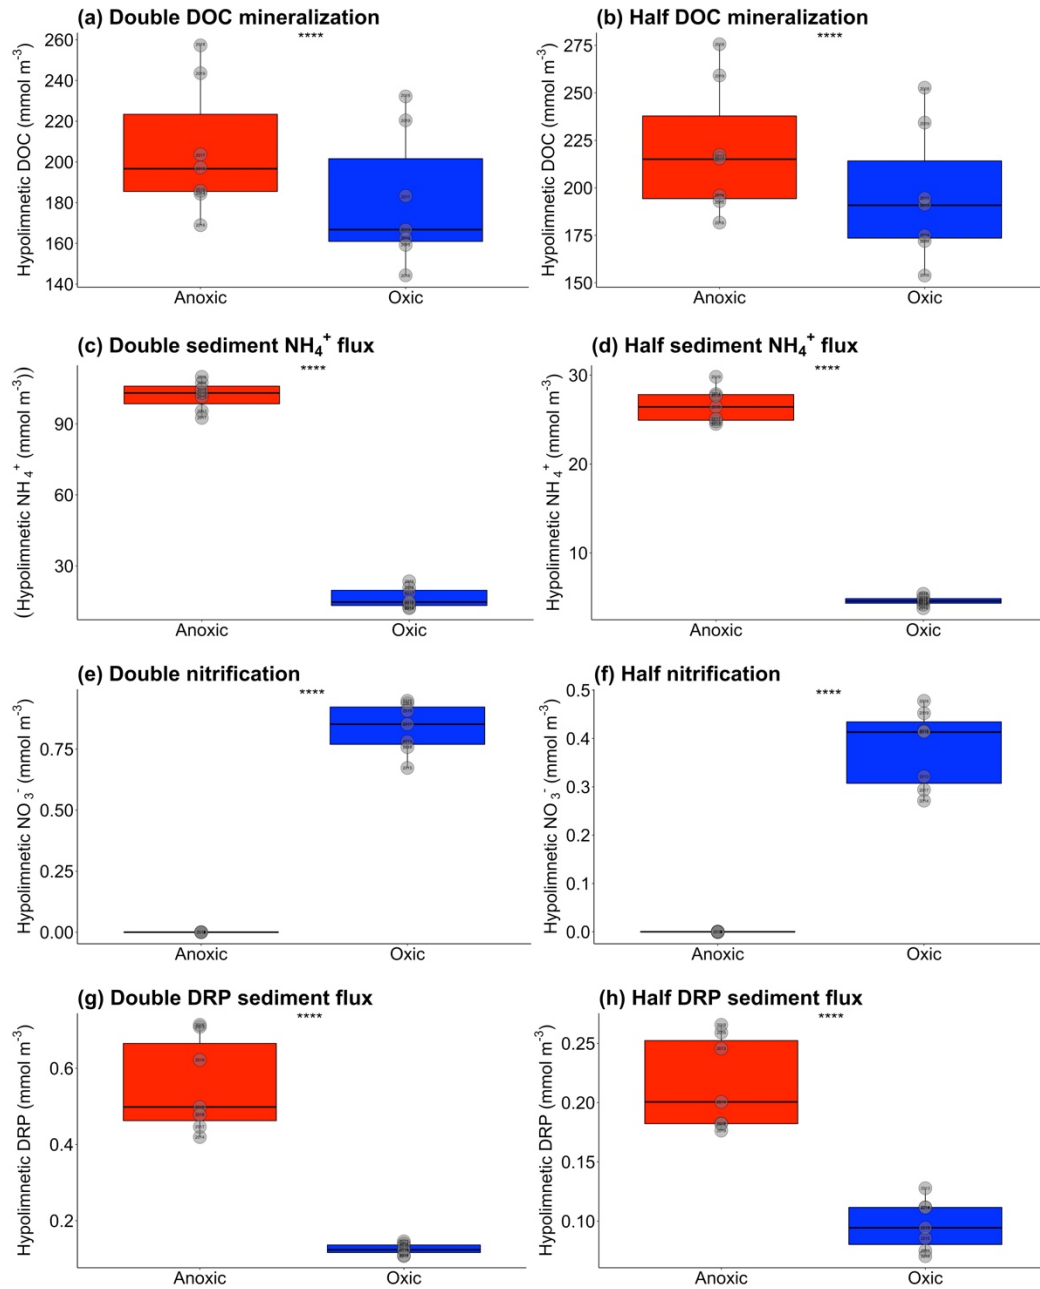 (a) Double DOC mineralization
****
Hypolimnetic DOC (mmol m⁻³)
260
240
220
200
180
160
140
Anoxic
Oxic
(b) Half DOC mineralization
****
Hypolimnetic DOC (mmol m⁻³)
275
250
225
200
175
150
Anoxic
Oxic
(c) Double sediment NH₄⁺ flux
****
(Hypolimnetic NH₄⁺ (mmol m⁻³))
90
60
30
Anoxic
Oxic
(d) Half sediment NH₄⁺ flux
****
Hypolimnetic NH₄⁺ (mmol m⁻³)
30
20
10
Anoxic
Oxic
(e) Double nitrification
****
Hypolimnetic NO₃⁻ (mmol m⁻³)
0.75
0.50
0.25
0.00
Anoxic
Oxic
(f) Half nitrification
****
Hypolimnetic NO₃⁻ (mmol m⁻³)
0.5
0.4
0.3
0.2
0.1
0.0
Anoxic
Oxic
(g) Double DRP sediment flux
****
Hypolimnetic DRP (mmol m⁻³)
0.6
0.4
0.2
Anoxic
Oxic
(h) Half DRP sediment flux
****
Hypolimnetic DRP (mmol m⁻³)
0.25
0.20
0.15
0.10
Anoxic
Oxic